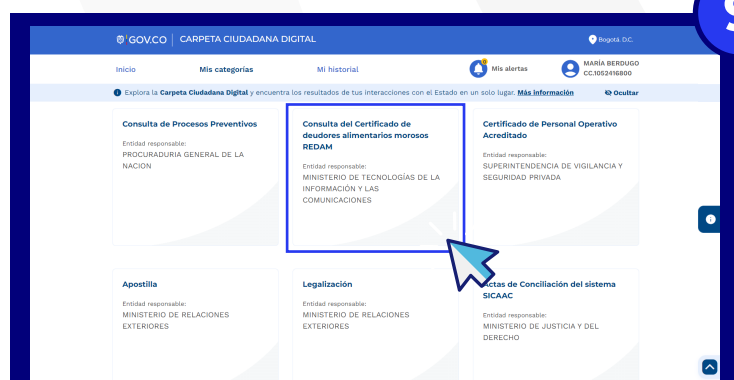 GOV.CO | CARPETA CIUDADANA DIGITAL
Bogotá. D.C.
Inicio
Mis categorías
Mi historial
Mis alertas
MARÍA BERDUGO
CC.1052416800
Explora la Carpeta Ciudadana Digital y encuentra los resultados de tus interacciones con el Estado en un solo lugar. Más información
Ocultar
Consulta de Procesos Preventivos
Entidad responsable:
PROCURADURIA GENERAL DE LA
NACION
Consulta del Certificado de
deudores alimentarios morosos
REDAM
Entidad responsable:
MINISTERIO DE TECNOLOGÍAS DE LA
INFORMACIÓN Y LAS
COMUNICACIONES
Certificado de Personal Operativo
Acreditado
Entidad responsable:
SUPERINTENDENCIA DE VIGILANCIA Y
SEGURIDAD PRIVADA
Apostilla
Entidad responsable:
MINISTERIO DE RELACIONES
EXTERIORES
Legalización
Entidad responsable:
MINISTERIO DE RELACIONES
EXTERIORES
Actas de Conciliación del sistema
SICAAC
Entidad responsable:
MINISTERIO DE JUSTICIA Y DEL
DERECHO